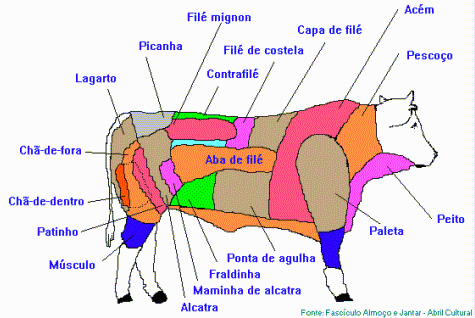 Filé mignon
Acém
Capa de filé
Picanha
Filé de costela
Pescoço
Contrafilé
Lagarto
Chã-de-fora
Aba de filé
Chã-de-dentro
Peito
Patinho
Paleta
Ponta de agulha
Músculo
Fraldinha
Maminha de alcatra
Alcatra
Fonte: Fascículo Almoço e Jantar - Abril Cultural